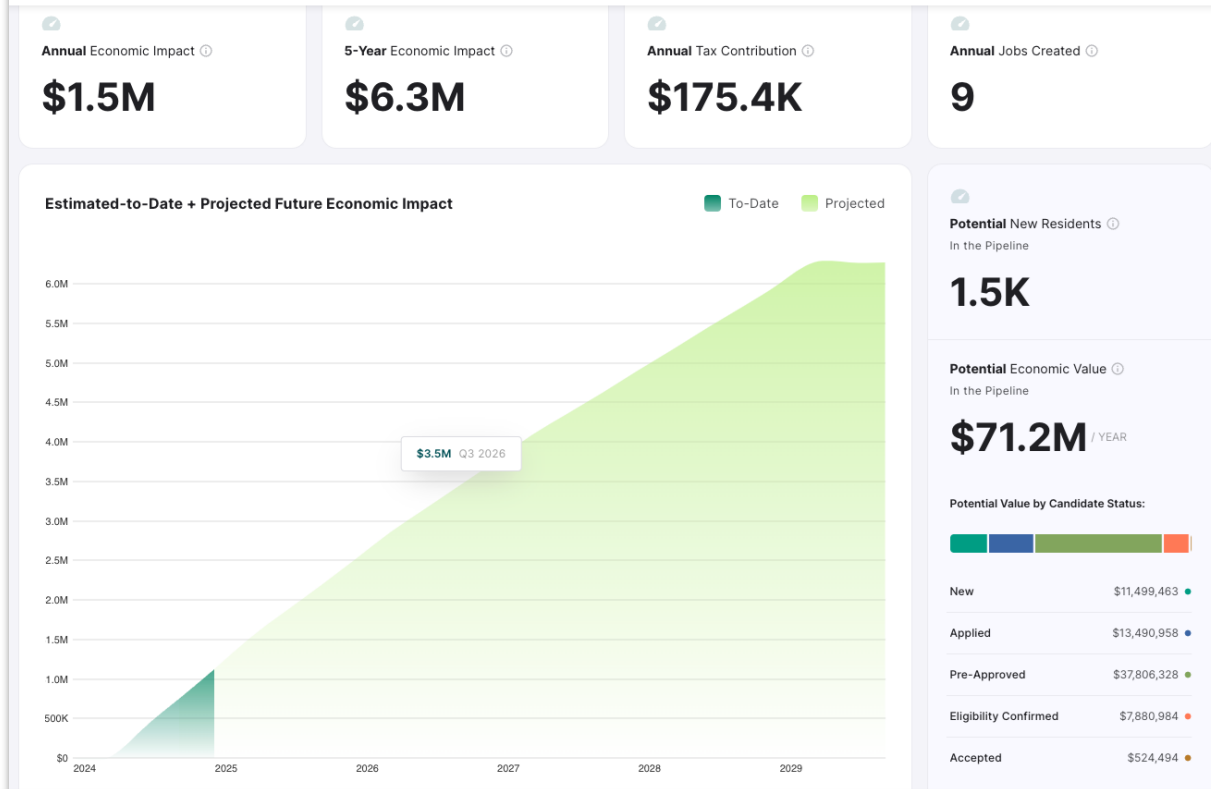 Annual Economic Impact
$1.5M
5-Year Economic Impact
$6.3M
Annual Tax Contribution
$175.4K
Annual Jobs Created
9
Estimated-to-Date + Projected Future Economic Impact
To-Date
Projected
6.0M
5.5M
5.0M
4.5M
4.0M
$3.5M Q3 2026
3.5M
3.0M
2.5M
2.0M
1.5M
1.0M
500K
$0
2024
2025
2026
2027
2028
2029
Potential New Residents
In the Pipeline
1.5K
Potential Economic Value
In the Pipeline
$71.2M / YEAR
Potential Value by Candidate Status:
New $11,499,463
Applied $13,490,958
Pre-Approved $37,806,328
Eligibility Confirmed $7,880,984
Accepted $524,494